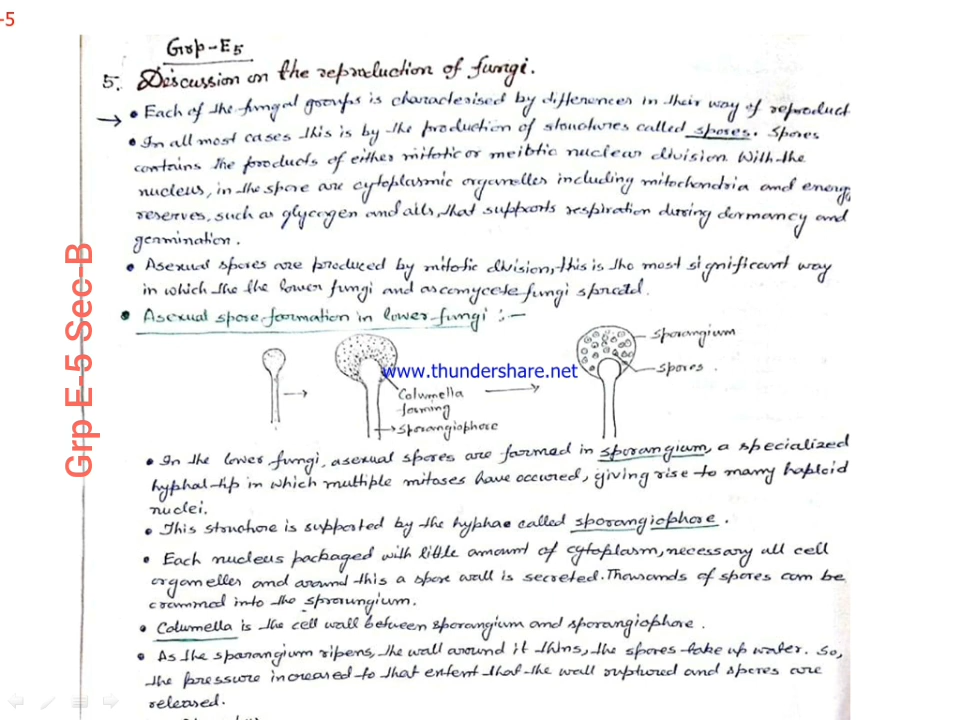 -5
Grp-E5
5. Discussion on the reproduction of fungi.
→ • Each of the fungal groups is characterised by differences in their way of reproduct
• In all most cases this is by the production of structures called spores. Spores
contains the products of either mitotic or meibtic nuclear division. With the
nucleus, in the spore are cytoplasmic organelles including mitochondria and energ
reserves, such as glycogen and oils, that supports respiration during dormancy and
germination.
• Asexual spores are produced by mitotic division, this is the most significant way
in which the the lower fungi and ascomycete fungi spread.
• Asexual spore formation in lower fungi :-
Sporangium
www.thundershare.net
Spores.
Columella
forming
Sporangiophore
• In the lower fungi, asexual spores are formed in sporangium, a specialized
hyphal tip in which multiple mitoses have occured, giving rise to many haploid
nuclei.
• This structure is supported by the hyphae called sporangiophore.
• Each nucleus packaged with little amount of cytoplasm, necessary all cell
organelles and around this a spore wall is secreted. Thousands of spores can be
crammed into the sprorungium.
• Columella is the cell wall between sporangium and sporangiophore.
• As the sparangium ripens, the wall around it thins, the spores take up water. So,
the pressure increased to that extent that the wall ruptured and spores are
released.
Grp E-5 Sec-B